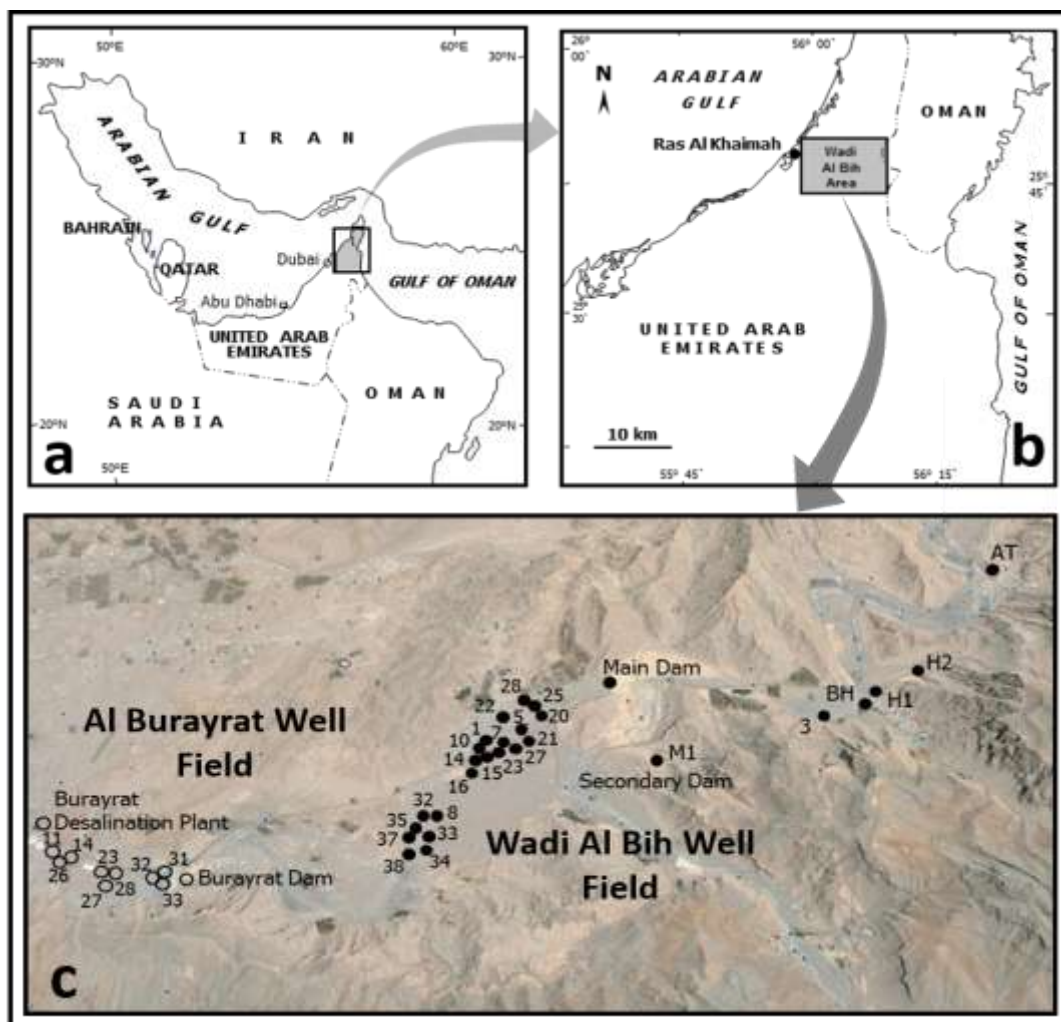 50°E
60°E
30°N
30°N
I R A N
ARABIAN
GULF
BAHRAIN
QATAR
Dubai
Abu Dhabi
GULF OF OMAN
UNITED ARAB
EMIRATES
O M A N
S A U D I
A R A B I A
20°N
20°N
50°E
a
26°
00'
56° 00'
N
ARABIAN
GULF
OMAN
Ras Al Khaimah
Wadi
Al Bih
Area
25°
45'
UNITED ARAB
EMIRATES
GULF OF OMAN
10 km
55° 45'
56° 15'
b
AT
H2
BH
H1
3
Main Dam
M1
Secondary Dam
28
25
22
5
20
1
7
21
10
14
15
23
27
16
32
8
35
33
37
34
38
Al Burayrat Well
Field
Wadi Al Bih Well
Field
Burayrat
Desalination Plant
14
26
23
32
31
Burayrat Dam
27
28
33
c